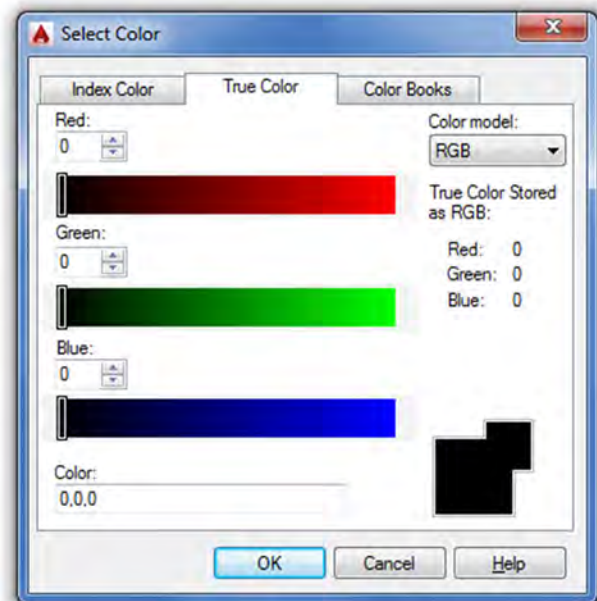 Select Color
Index Color
True Color
Color Books
Red:
0
Green:
0
Blue:
0
Color:
0,0,0
Color model:
RGB
True Color Stored
as RGB:
Red: 0
Green: 0
Blue: 0
OK
Cancel
Help